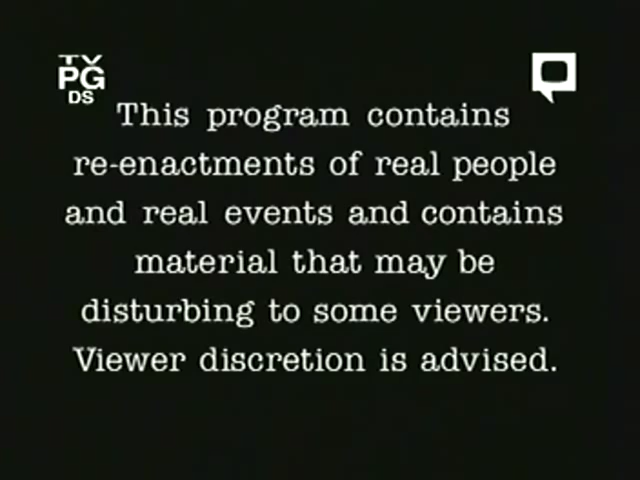 TV
PG
DS
This program contains
re-enactments of real people
and real events and contains
material that may be
disturbing to some viewers.
Viewer discretion is advised.